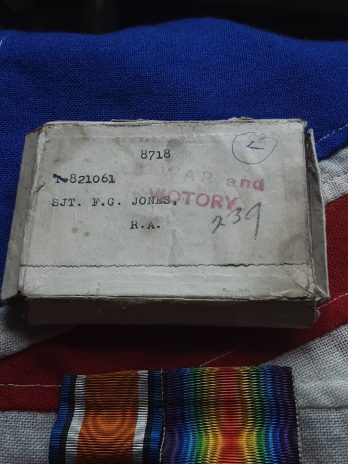 8718
2
T-821061
WAR and
SJT. F.G. JONES,
VICTORY
R.A.
239